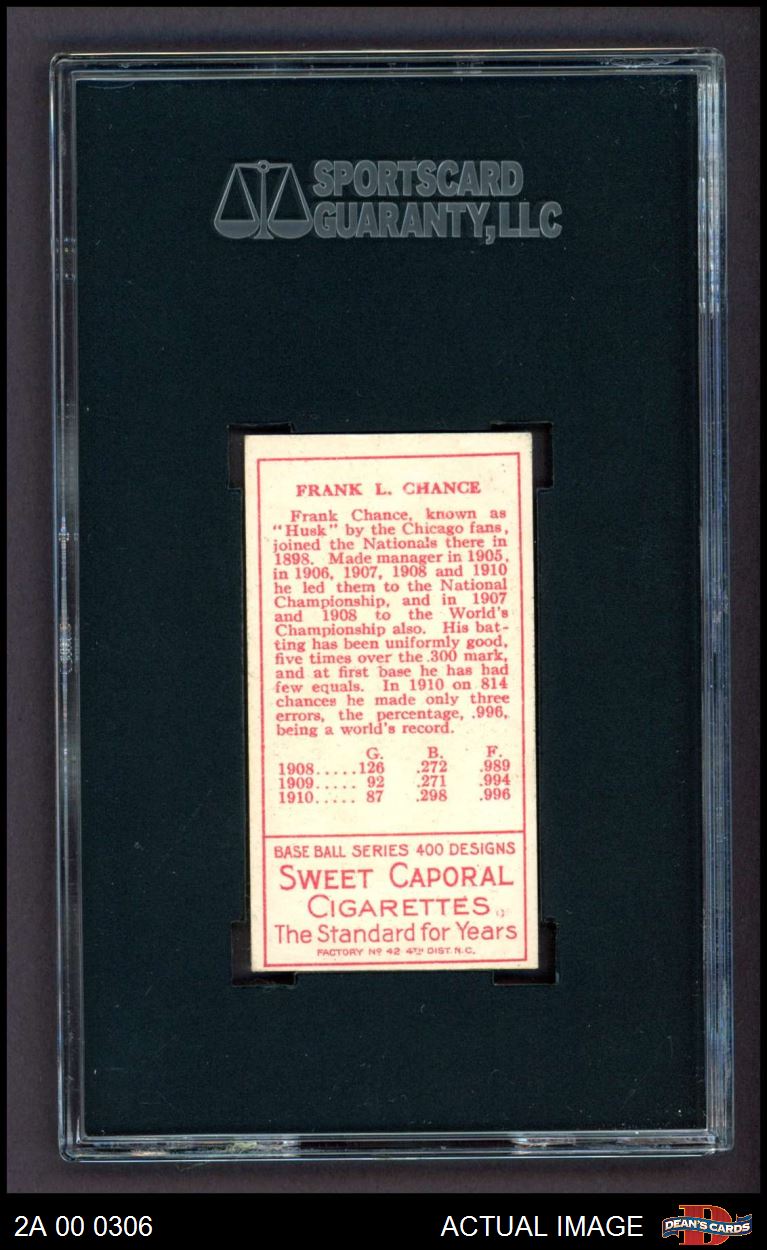 SPORTSCARD
GUARANTY, LLC
FRANK L. CHANCE
Frank Chance, known as
"Husk" by the Chicago fans,
joined the Nationals there in
1898. Made manager in 1905,
in 1906, 1907, 1908 and 1910
he led them to the National
Championship, and in 1907
and 1908 to the World's
Championship also. His bat-
ting has been uniformly good,
five times over the .300 mark,
and at first base he has had
few equals. In 1910 on 814
chances he made only three
errors, the percentage, .996,
being a world's record.
G. B. F.
1908.....126 .272 .989
1909..... 92 .271 .994
1910..... 87 .298 .996
BASE BALL SERIES 400 DESIGNS
SWEET CAPORAL
CIGARETTES
The Standard for Years
FACTORY Nº 42 4TH DIST. N.C.
2A 00 0306 ACTUAL IMAGE DEAN'S CARDS